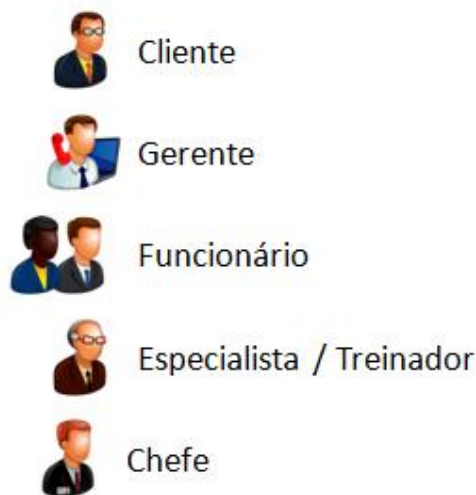 Cliente
Gerente
Funcionário
Especialista / Treinador
Chefe